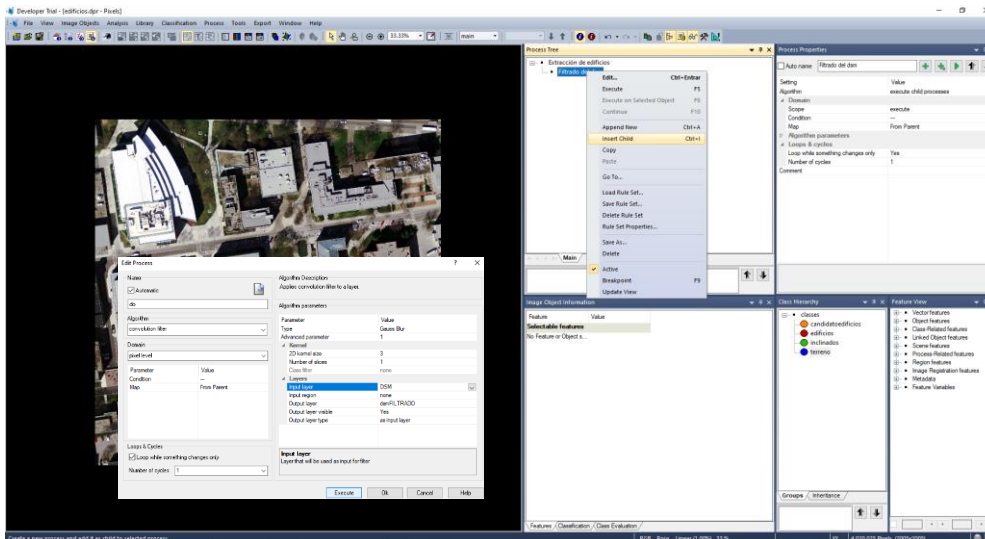 Developer Trial - [edificios.dpr - Pixels]
File View Image Objects Analysis Library Classification Process Tools Export Window Help
33.33%
main
Process Tree
Extracción de edificios
Filtrado del dsm
Edit... Ctrl+Entrar
Execute F5
Execute on Selected Object F6
Continue F10
Append New Ctrl+A
Insert Child Ctrl+I
Copy
Paste
Go To...
Load Rule Set...
Save Rule Set...
Delete Rule Set
Rule Set Properties...
Save As...
Delete
Active
Breakpoint F9
Update View
Main
Process Properties
Auto name Filtrado del dsm
Setting Value
Algorithm execute child processes
Domain
Scope execute
Condition ---
Map From Parent
Algorithm parameters
Loops & cycles
Loop while something changes only Yes
Number of cycles 1
Comment
Edit Process ? X
Name
Automatic
do
Algorithm
convolution filter
Domain
pixel level
Parameter Value
Condition ---
Map From Parent
Loops & Cycles
Loop while something changes only
Number of cycles 1
Algorithm Description
Applies convolution filter to a layer.
Algorithm parameters
Parameter Value
Type Gauss Blur
Advanced parameter 1
Kernel
2D kernel size 3
Number of slices 1
Class filter none
Layers
Input layer DSM
Input region none
Output layer dsmFILTRADO
Output layer visible Yes
Output layer type as input layer
Input layer
Layer that will be used as input for filter
Execute Ok Cancel Help
Image Object Information
Feature Value
Selectable features
No Feature or Object s...
Features Classification Class Evaluation
Class Hierarchy
classes
candidatoedificios
edificios
inclinados
terreno
Groups Inheritance
Feature View
Vector features
Object features
Class-Related features
Linked Object features
Scene features
Process-Related features
Region features
Image Registration features
Metadata
Feature Variables
Create a new process and add it as child to selected process